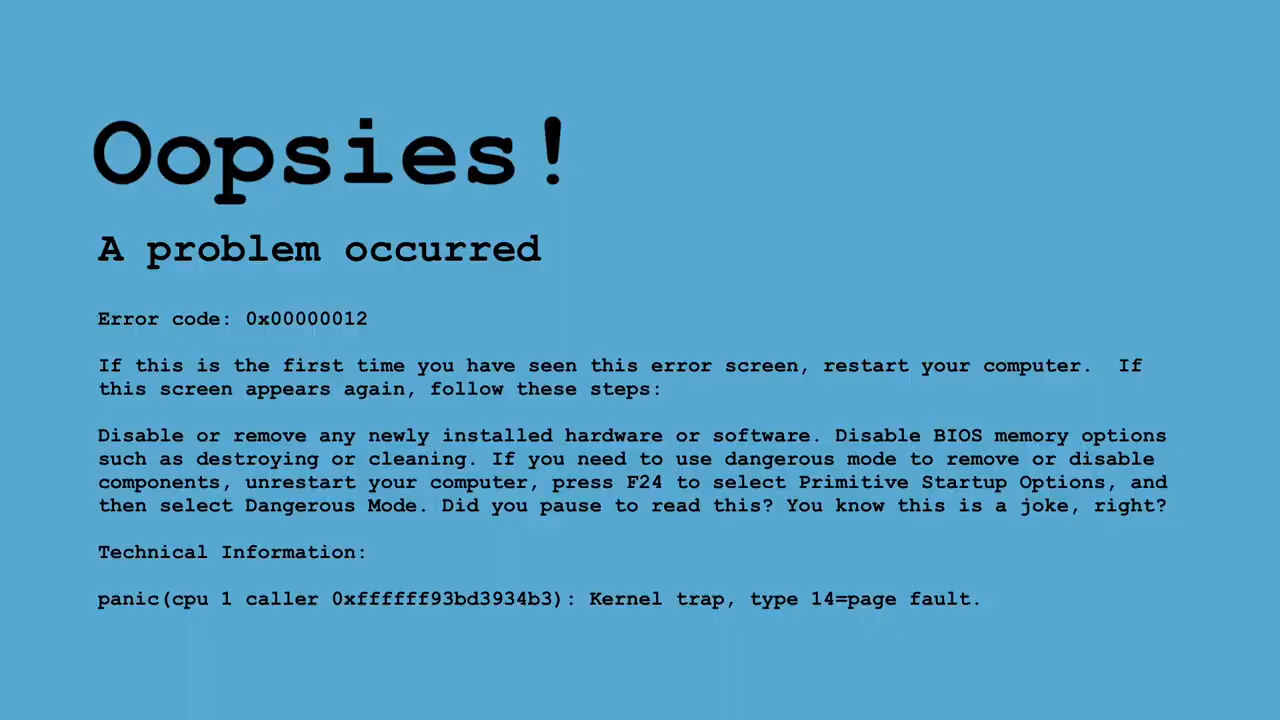 Oopsies!
A problem occurred
Error code: 0x00000012
If this is the first time you have seen this error screen, restart your computer.  If
this screen appears again, follow these steps:
Disable or remove any newly installed hardware or software. Disable BIOS memory options
such as destroying or cleaning. If you need to use dangerous mode to remove or disable
components, unrestart your computer, press F24 to select Primitive Startup Options, and
then select Dangerous Mode. Did you pause to read this? You know this is a joke, right?
Technical Information:
panic(cpu 1 caller 0xffffff93bd3934b3): Kernel trap, type 14=page fault.